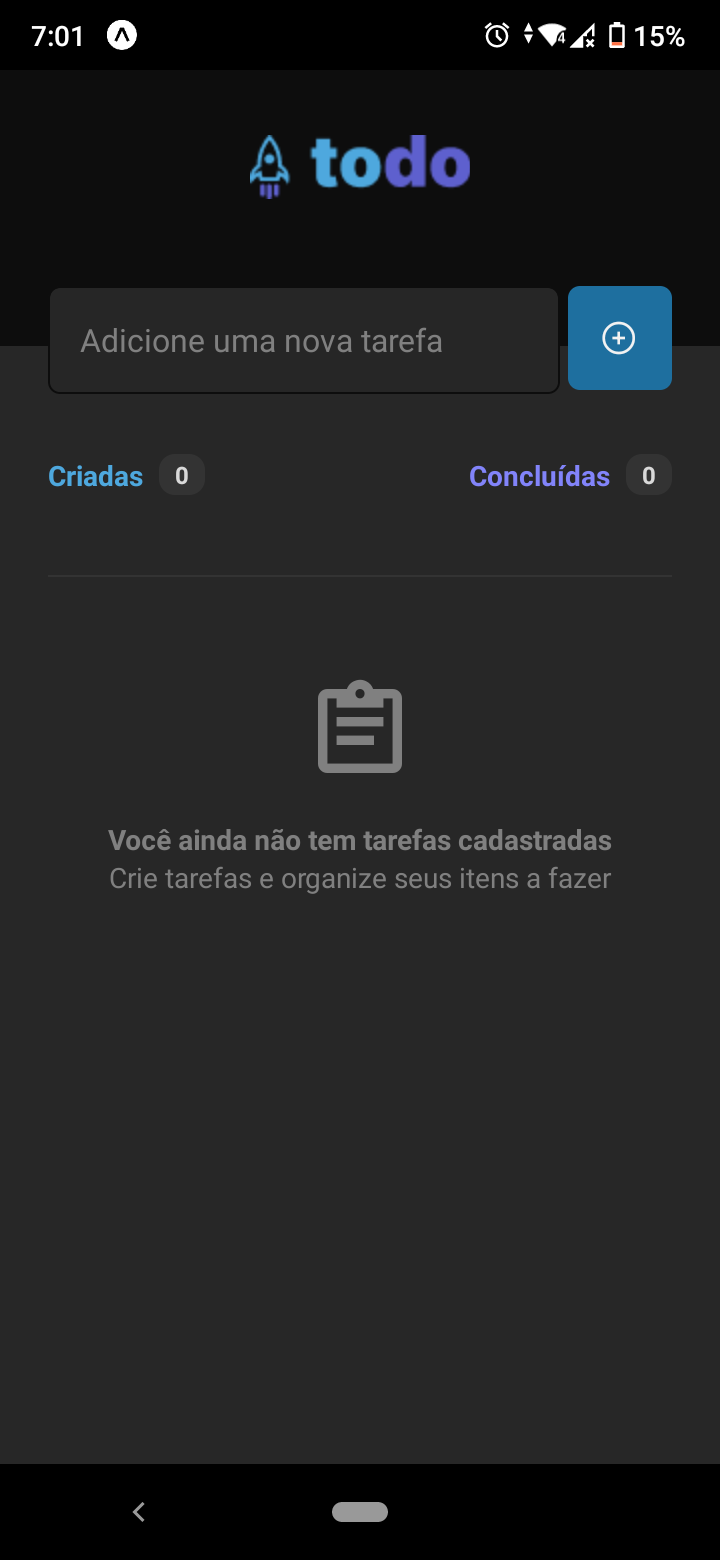 7:01 4 15%
todo
Adicione uma nova tarefa
Criadas 0 Concluídas 0
Você ainda não tem tarefas cadastradas
Crie tarefas e organize seus itens a fazer